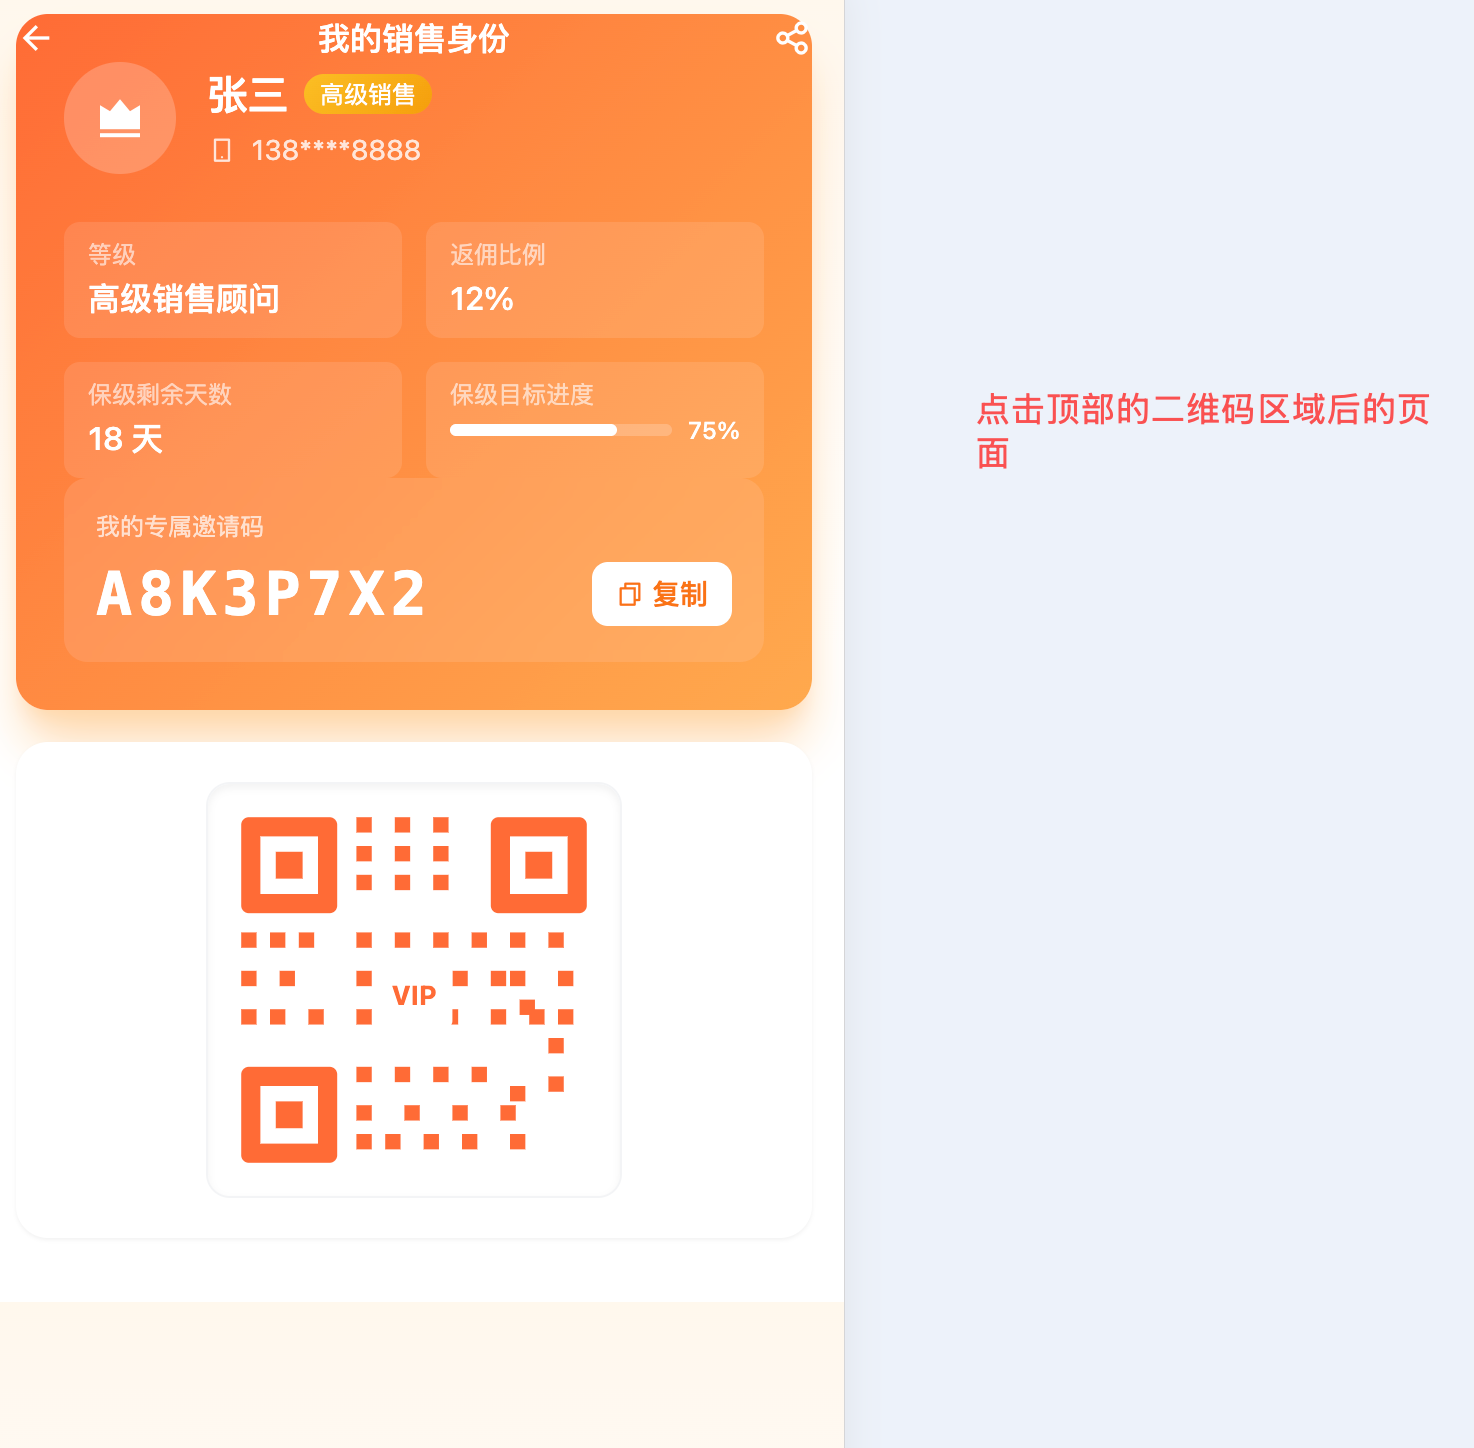 我的销售身份
张三
高级销售
138****8888
等级
高级销售顾问
返佣比例
12%
保级剩余天数
18 天
保级目标进度
75%
我的专属邀请码
A8K3P7X2
复制
VIP
点击顶部的二维码区域后的页
面